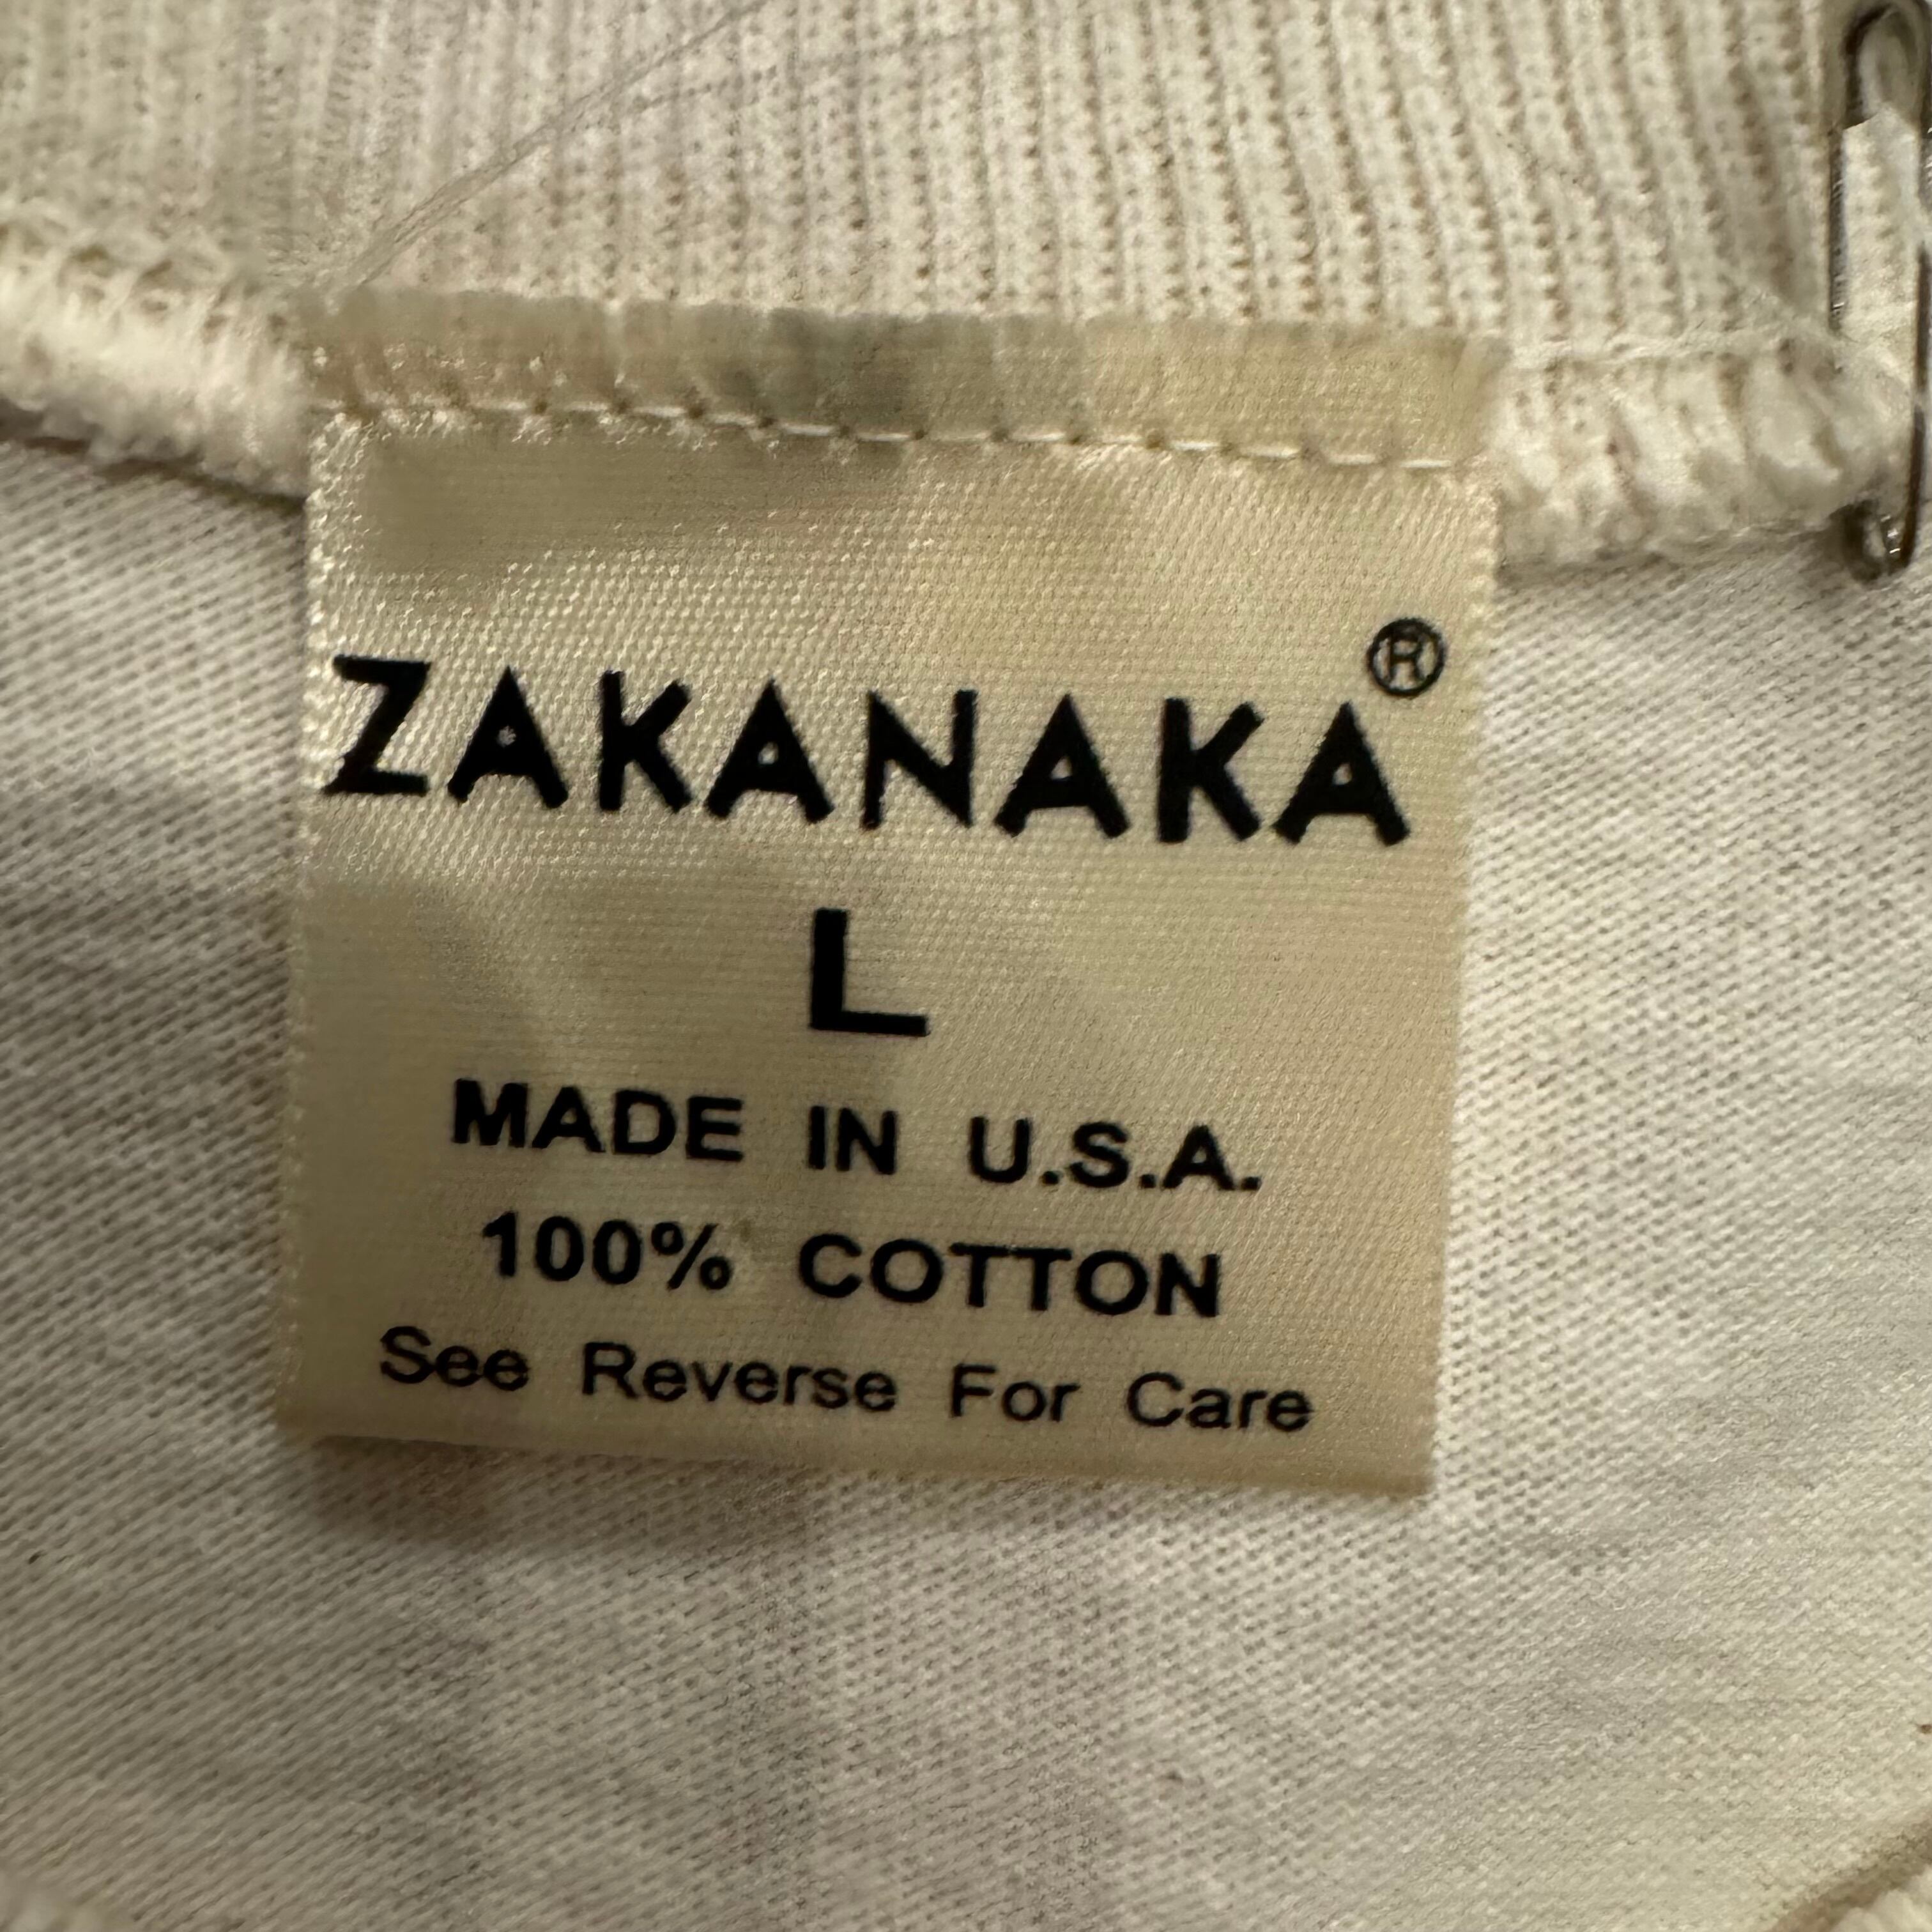 ZAKANAKA®
L
MADE IN U.S.A.
100% COTTON
See Reverse For Care